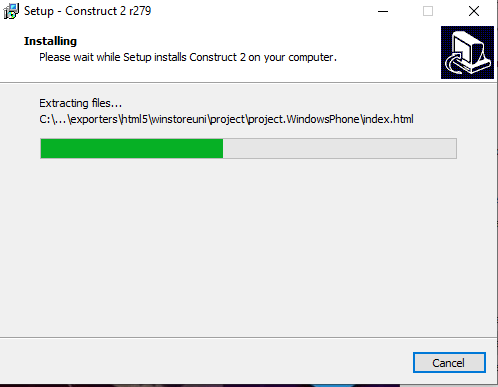 Setup - Construct 2 r279
Installing
Please wait while Setup installs Construct 2 on your computer.
Extracting files...
C:\...\exporters\html5\winstoreuni\project\project.WindowsPhone\index.html
Cancel